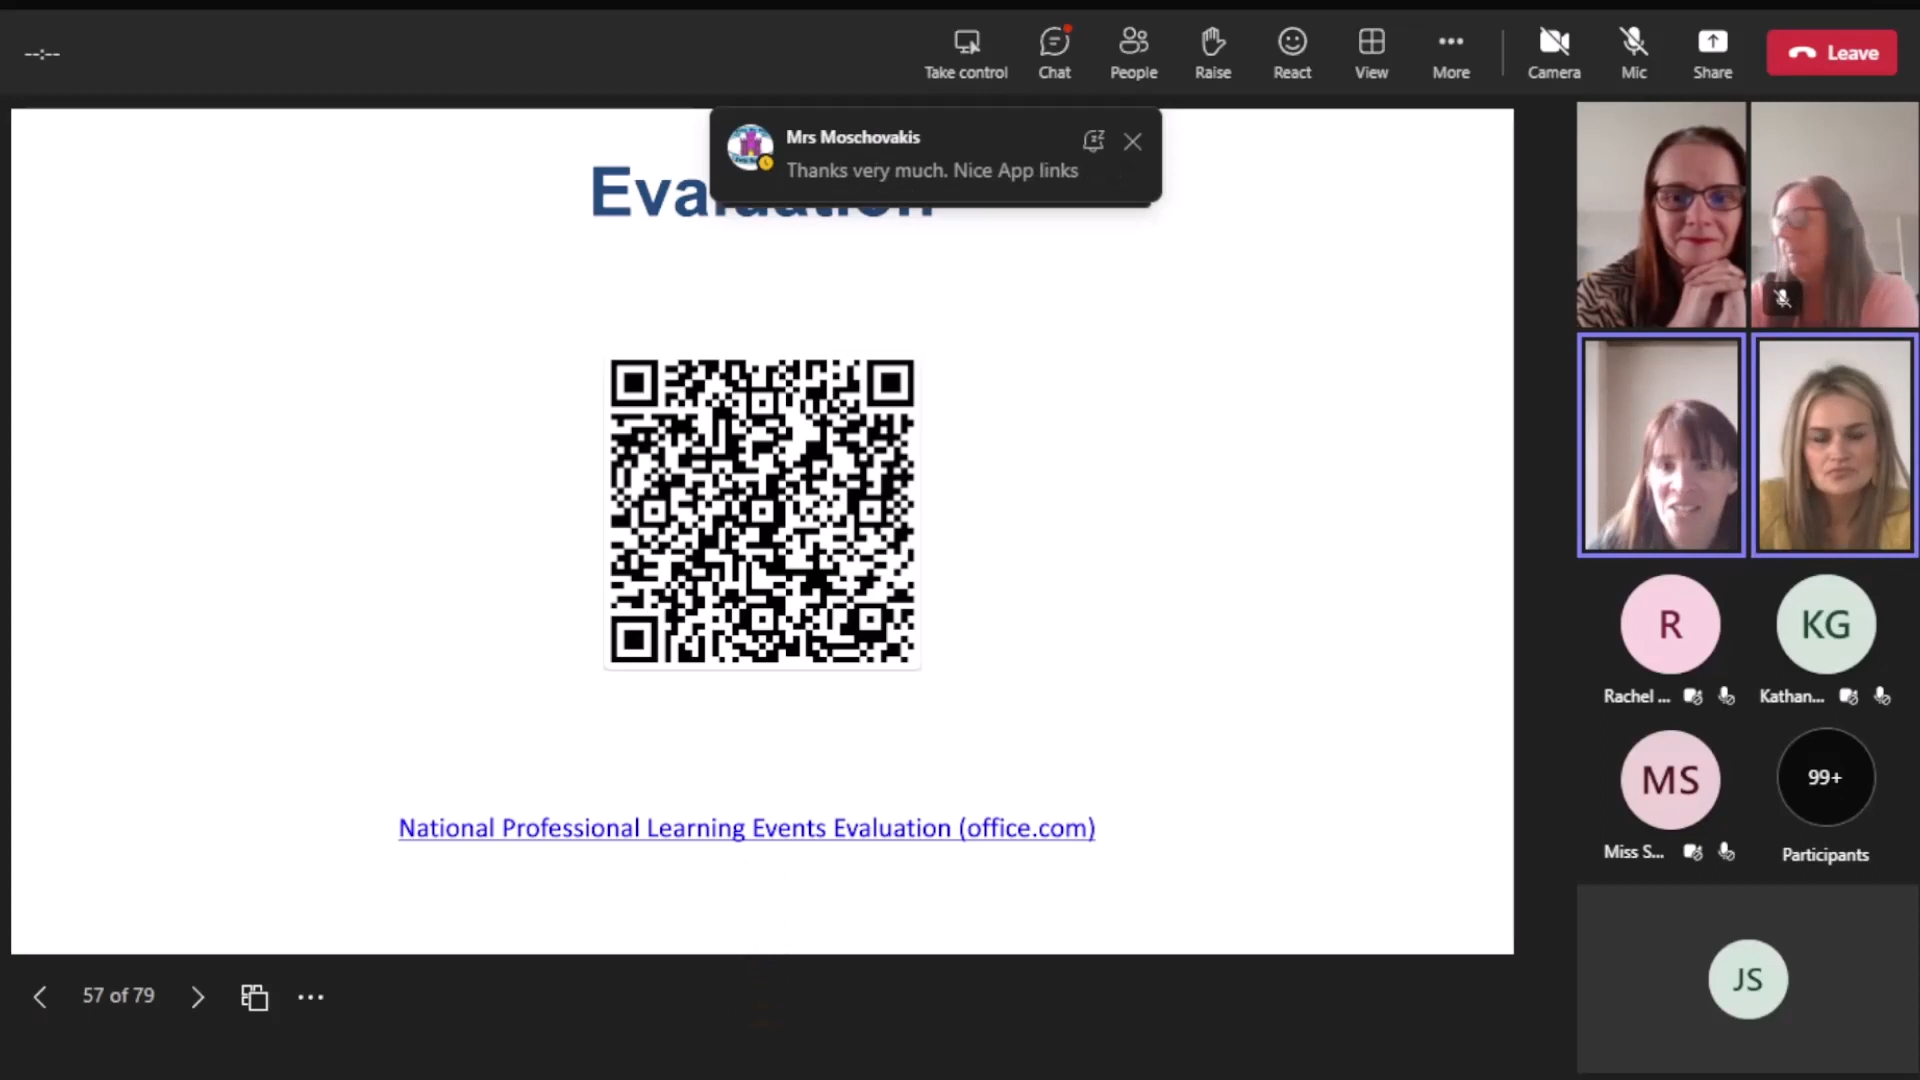 --:--
Take control
Chat
People
Raise
React
View
More
Camera
Mic
Share
Leave
Mrs Moschovakis
Thanks very much. Nice App links
Evaluation
National Professional Learning Events Evaluation (office.com)
R
KG
Rachel ...
Kathan...
MS
99+
Miss S...
Participants
JS
57 of 79